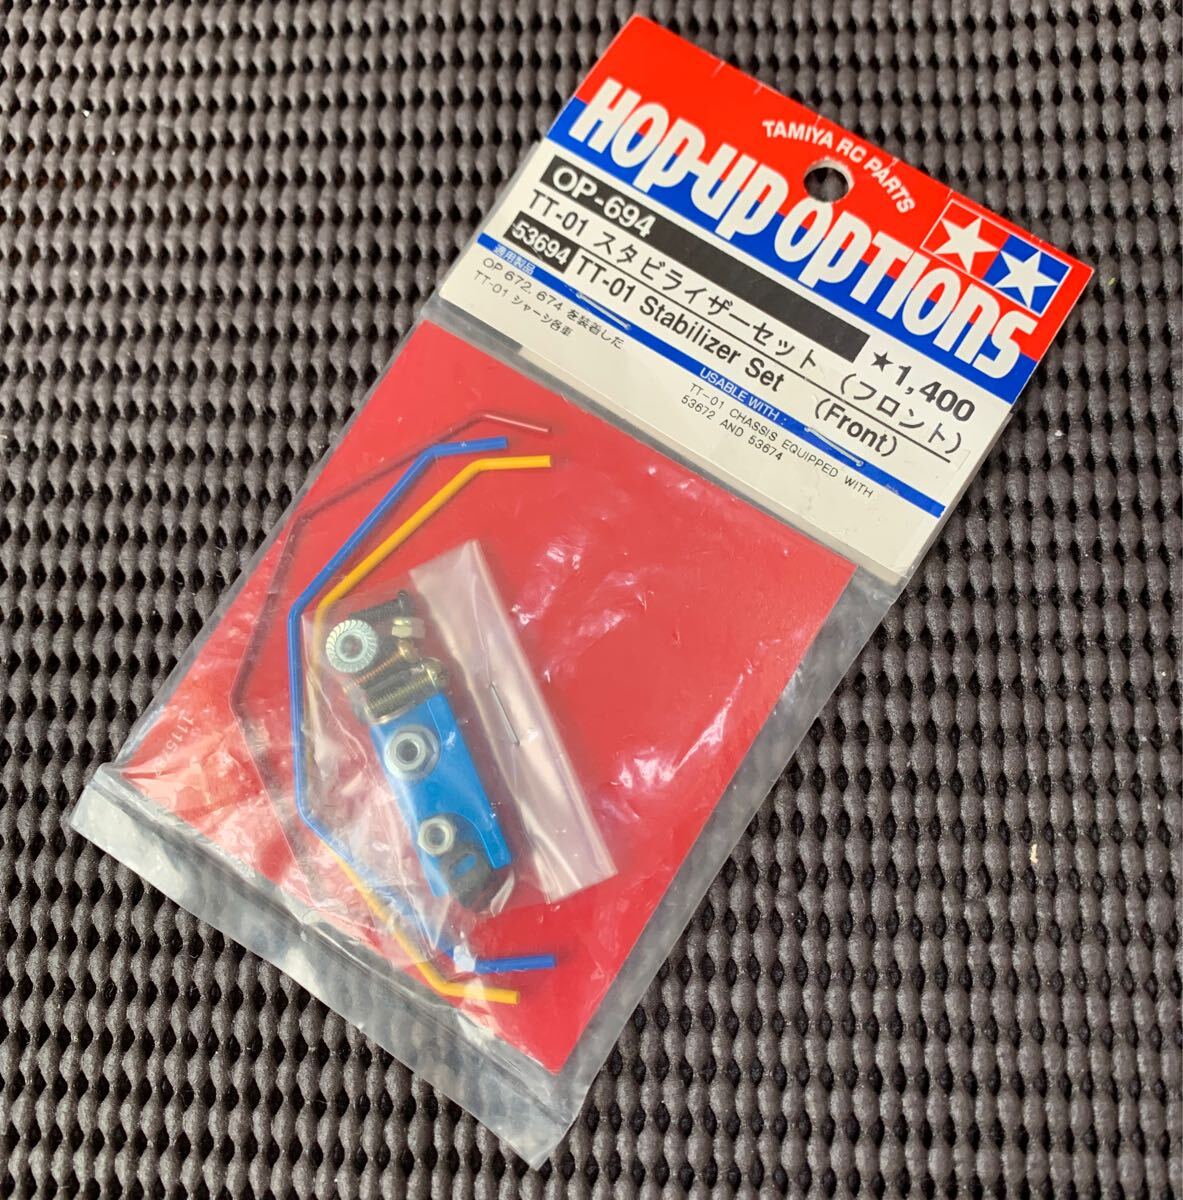 TAMIYA RC PARTS
HOP-UP OPTIONS
OP-694
★1,400
TT-01 スタビライザーセット (フロント)
53694 TT-01 Stabilizer Set (Front)
適用製品
OP.672, 674 を装着した
TT-01 シャーシ各車
USABLE WITH:
TT-01 CHASSIS EQUIPPED WITH
53672 AND 53674